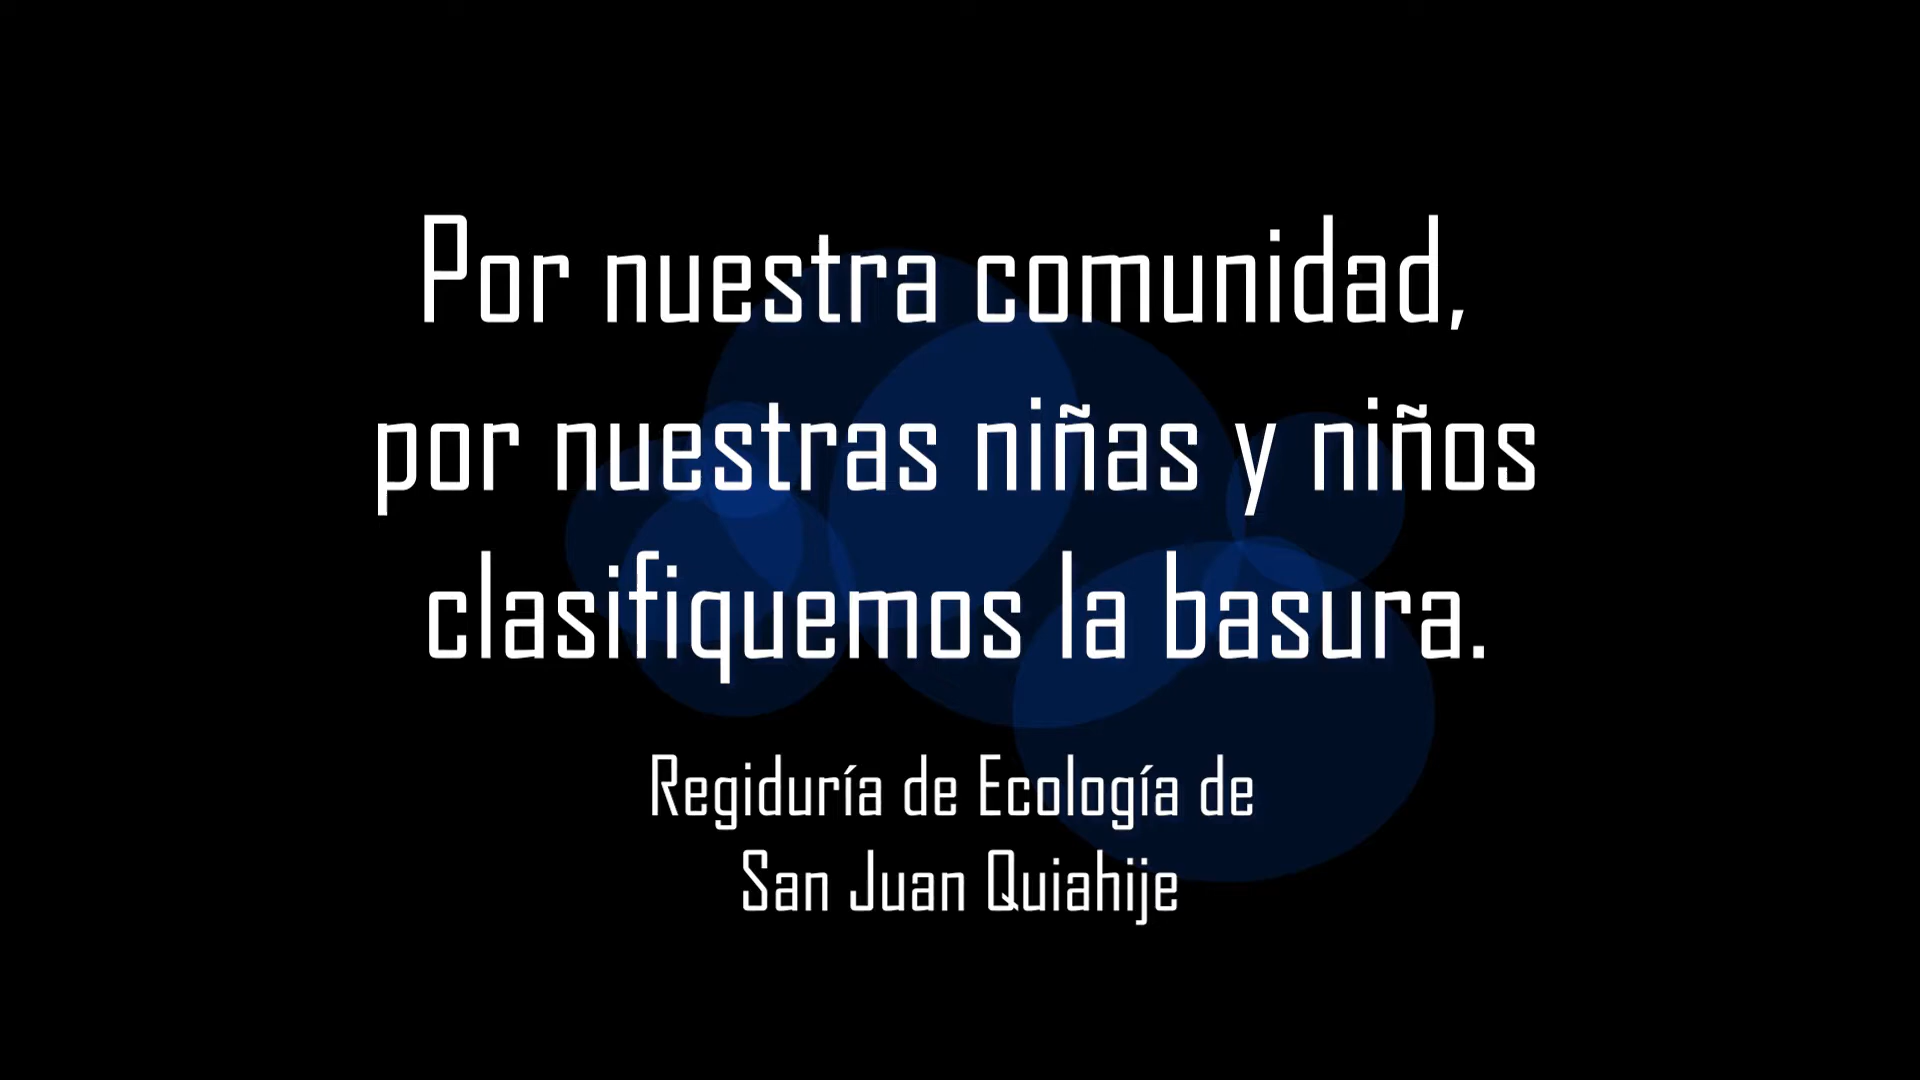 Por nuestra comunidad,
por nuestras niñas y niños
clasifiquemos la basura.
Regiduría de Ecología de
San Juan Quiahije